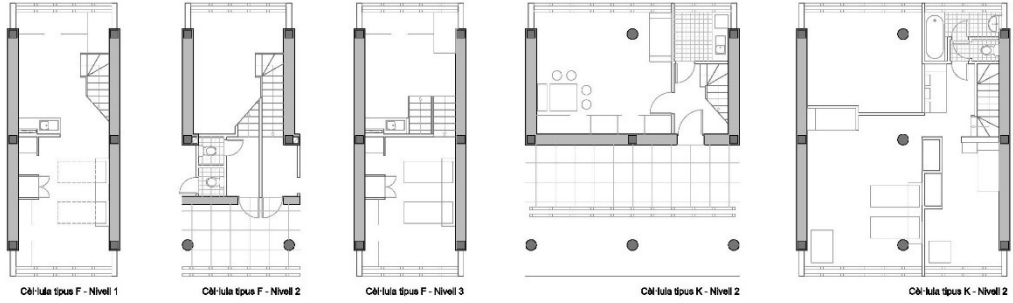 Cèl·lula tipus F - Nivell 1
Cèl·lula tipus F - Nivell 2
Cèl·lula tipus F - Nivell 3
Cèl·lula tipus K - Nivell 2
Cèl·lula tipus K - Nivell 2